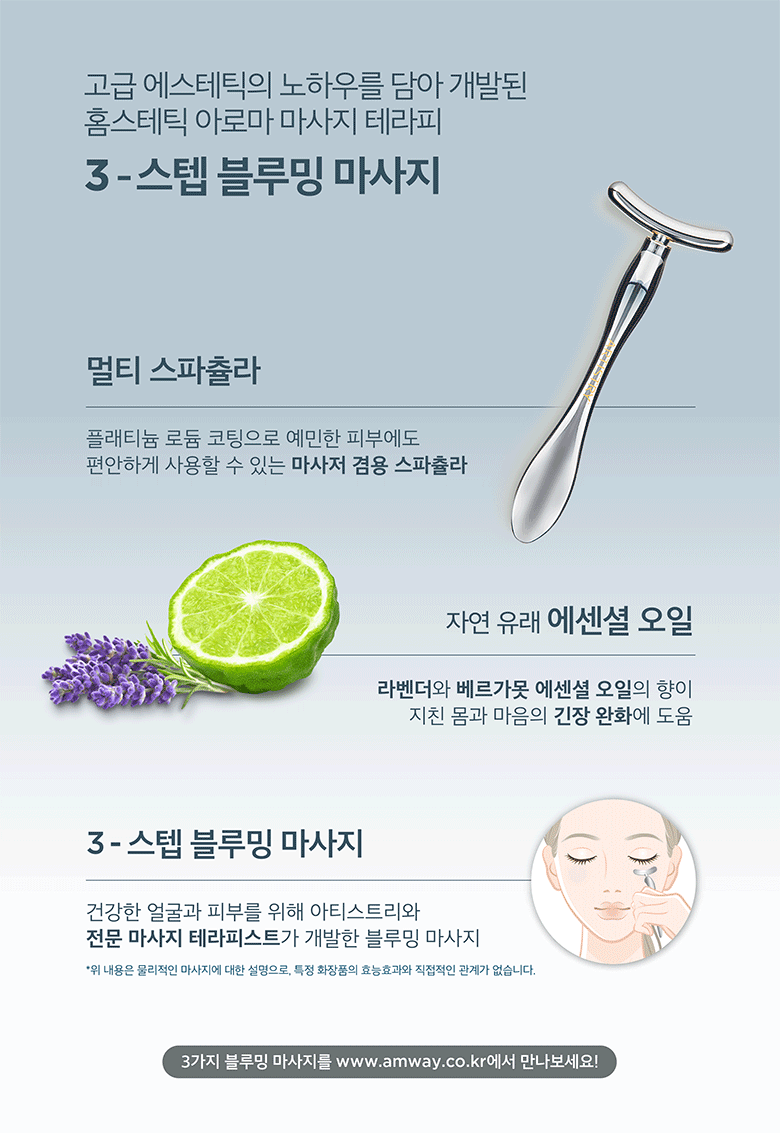 고급 에스테틱의 노하우를 담아 개발된
홈스테틱 아로마 마사지 테라피
3-스텝 블루밍 마사지
멀티 스파츌라
플래티늄 로듐 코팅으로 예민한 피부에도
편안하게 사용할 수 있는 마사저 겸용 스파츌라
자연 유래 에센셜 오일
라벤더와 베르가못 에센셜 오일의 향이
지친 몸과 마음의 긴장 완화에 도움
3-스텝 블루밍 마사지
건강한 얼굴과 피부를 위해 아티스트리와
전문 마사지 테라피스트가 개발한 블루밍 마사지
*위 내용은 물리적인 마사지에 대한 설명으로, 특정 화장품의 효능효과와 직접적인 관계가 없습니다.
3가지 블루밍 마사지를 www.amway.co.kr에서 만나보세요!